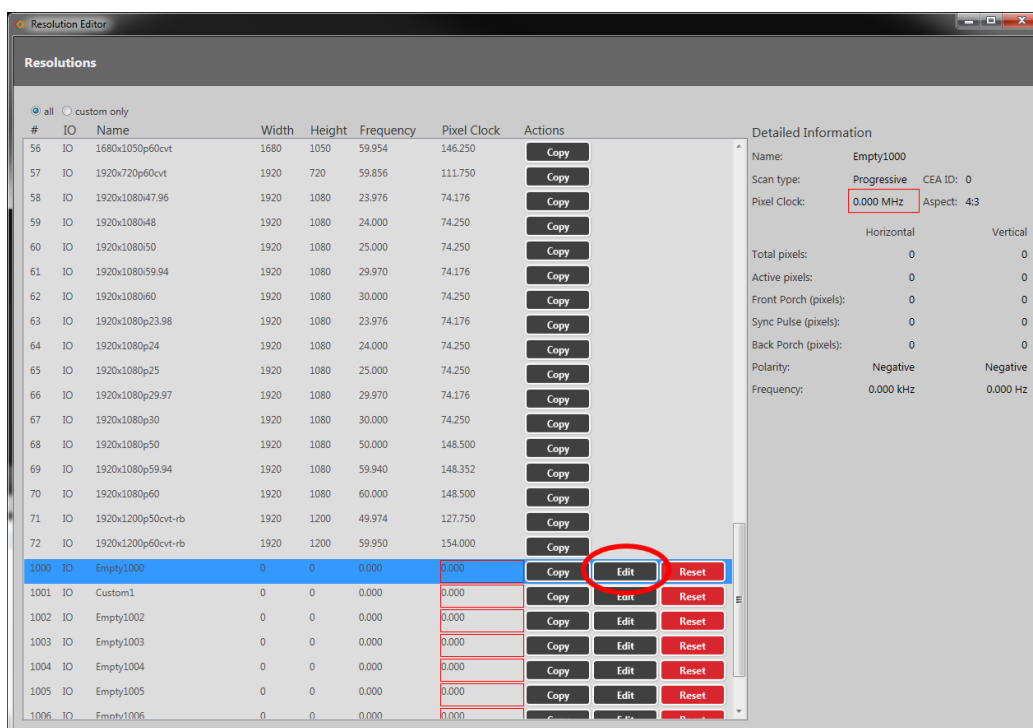 Resolution Editor
Resolutions
all custom only
# IO Name Width Height Frequency Pixel Clock Actions
56 IO 1680x1050p60cvt 1680 1050 59.954 146.250 Copy
57 IO 1920x720p60cvt 1920 720 59.856 111.750 Copy
58 IO 1920x1080i47.96 1920 1080 23.976 74.176 Copy
59 IO 1920x1080i48 1920 1080 24.000 74.250 Copy
60 IO 1920x1080i50 1920 1080 25.000 74.250 Copy
61 IO 1920x1080i59.94 1920 1080 29.970 74.176 Copy
62 IO 1920x1080i60 1920 1080 30.000 74.250 Copy
63 IO 1920x1080p23.98 1920 1080 23.976 74.176 Copy
64 IO 1920x1080p24 1920 1080 24.000 74.250 Copy
65 IO 1920x1080p25 1920 1080 25.000 74.250 Copy
66 IO 1920x1080p29.97 1920 1080 29.970 74.176 Copy
67 IO 1920x1080p30 1920 1080 30.000 74.250 Copy
68 IO 1920x1080p50 1920 1080 50.000 148.500 Copy
69 IO 1920x1080p59.94 1920 1080 59.940 148.352 Copy
70 IO 1920x1080p60 1920 1080 60.000 148.500 Copy
71 IO 1920x1200p50cvt-rb 1920 1200 49.974 127.750 Copy
72 IO 1920x1200p60cvt-rb 1920 1200 59.950 154.000 Copy
1000 IO Empty1000 0 0 0.000 0.000 Copy Edit Reset
1001 IO Custom1 0 0 0.000 0.000 Copy Edit Reset
1002 IO Empty1002 0 0 0.000 0.000 Copy Edit Reset
1003 IO Empty1003 0 0 0.000 0.000 Copy Edit Reset
1004 IO Empty1004 0 0 0.000 0.000 Copy Edit Reset
1005 IO Empty1005 0 0 0.000 0.000 Copy Edit Reset
1006 IO Empty1006 0 0 0.000 0.000 Copy Edit Reset
Detailed Information
Name: Empty1000
Scan type: Progressive CEA ID: 0
Pixel Clock: 0.000 MHz Aspect: 4:3
Horizontal Vertical
Total pixels: 0 0
Active pixels: 0 0
Front Porch (pixels): 0 0
Sync Pulse (pixels): 0 0
Back Porch (pixels): 0 0
Polarity: Negative Negative
Frequency: 0.000 kHz 0.000 Hz